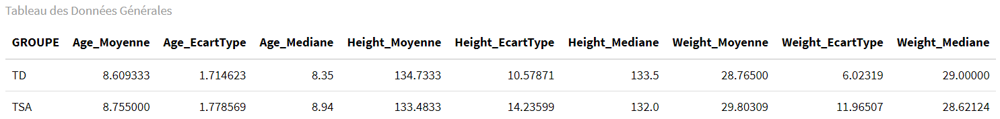 Tableau des Données Générales
GROUPE Age_Moyenne Age_EcartType Age_Mediane Height_Moyenne Height_EcartType Height_Mediane Weight_Moyenne Weight_EcartType Weight_Mediane
TD 8.609333 1.714623 8.35 134.7333 10.57871 133.5 28.76500 6.02319 29.00000
TSA 8.755000 1.778569 8.94 133.4833 14.23599 132.0 29.80309 11.96507 28.62124